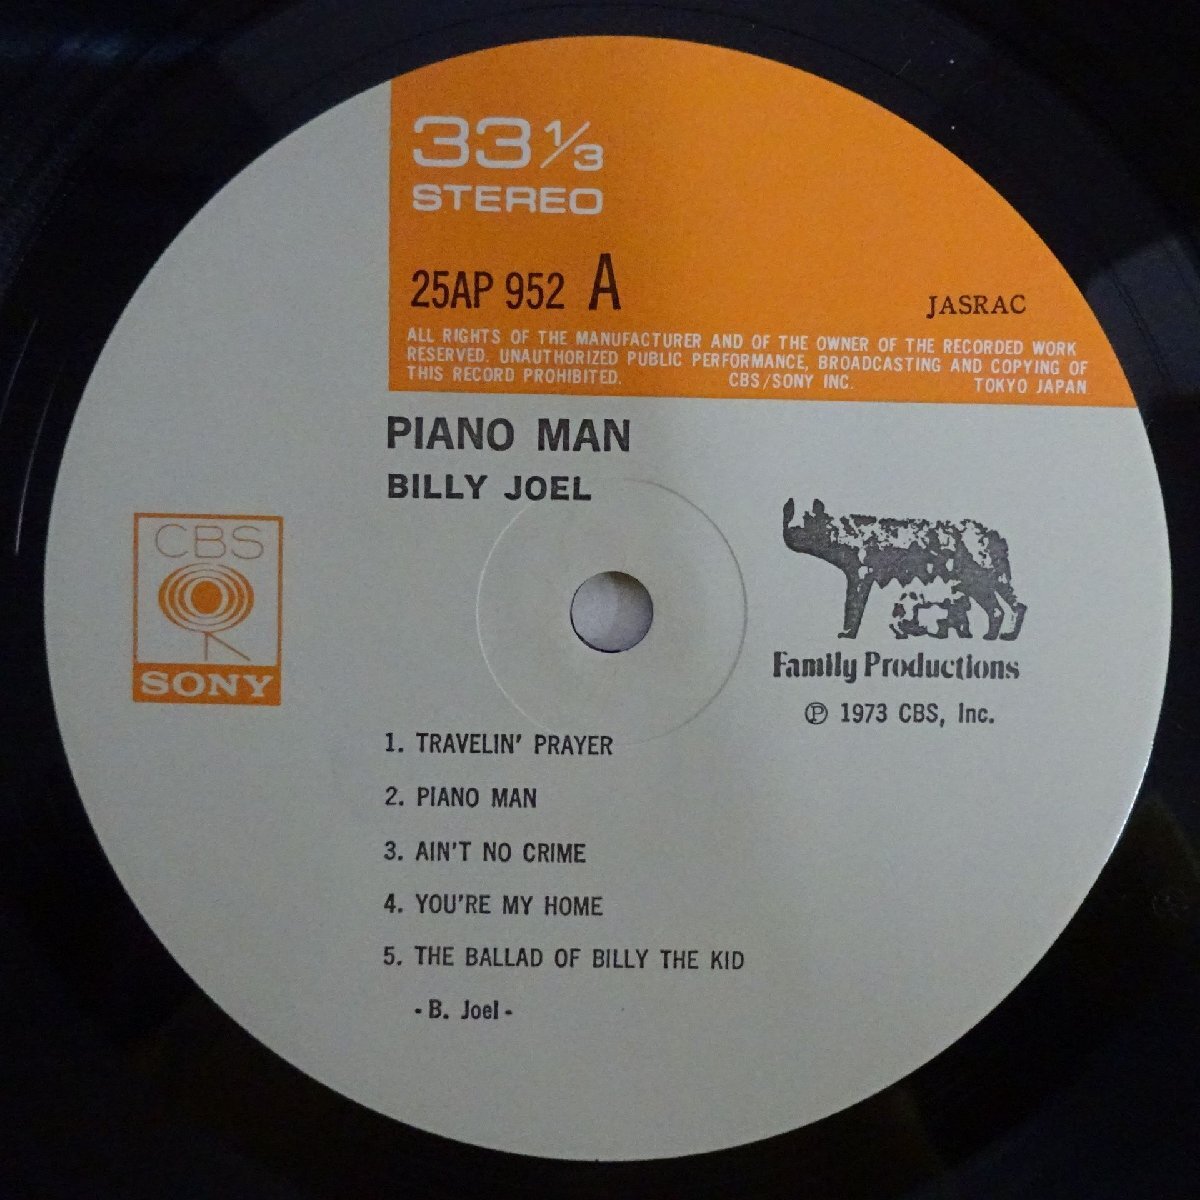 33 1/3
STEREO
25AP 952 A
JASRAC
ALL RIGHTS OF THE MANUFACTURER AND OF THE OWNER OF THE RECORDED WORK
RESERVED. UNAUTHORIZED PUBLIC PERFORMANCE, BROADCASTING AND COPYING OF
THIS RECORD PROHIBITED. CBS/SONY INC. TOKYO JAPAN
PIANO MAN
BILLY JOEL
CBS
SONY
Family Productions
℗ 1973 CBS, Inc.
1. TRAVELIN' PRAYER
2. PIANO MAN
3. AIN'T NO CRIME
4. YOU'RE MY HOME
5. THE BALLAD OF BILLY THE KID
- B. Joel -